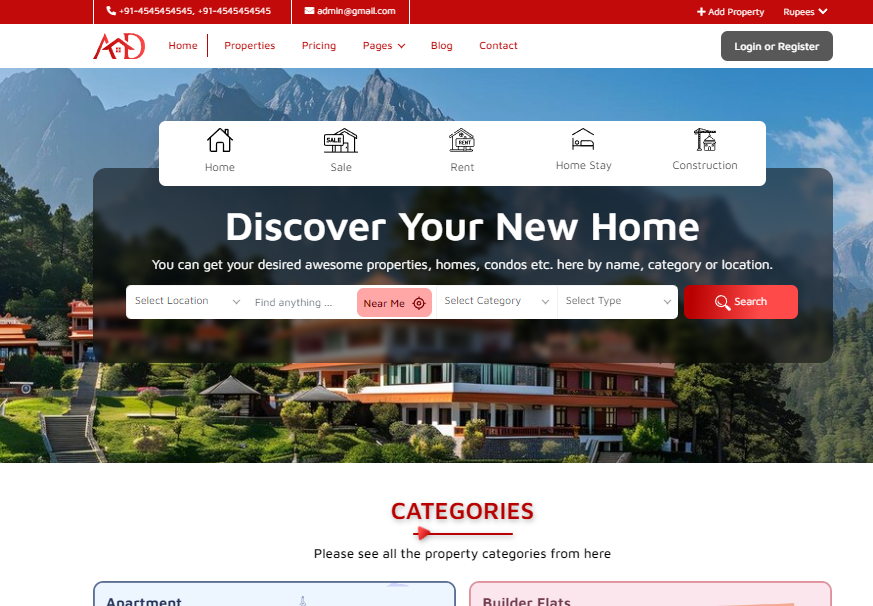 +91-4545454545, +91-4545454545 admin@gmail.com Add Property Rupees
AD Home Properties Pricing Pages Blog Contact Login or Register
SALE RENT
Home Sale Rent Home Stay Construction
Discover Your New Home
You can get your desired awesome properties, homes, condos etc. here by name, category or location.
Select Location Find anything ... Near Me Select Category Select Type Search
CATEGORIES
Please see all the property categories from here
Apartment Builder Flats